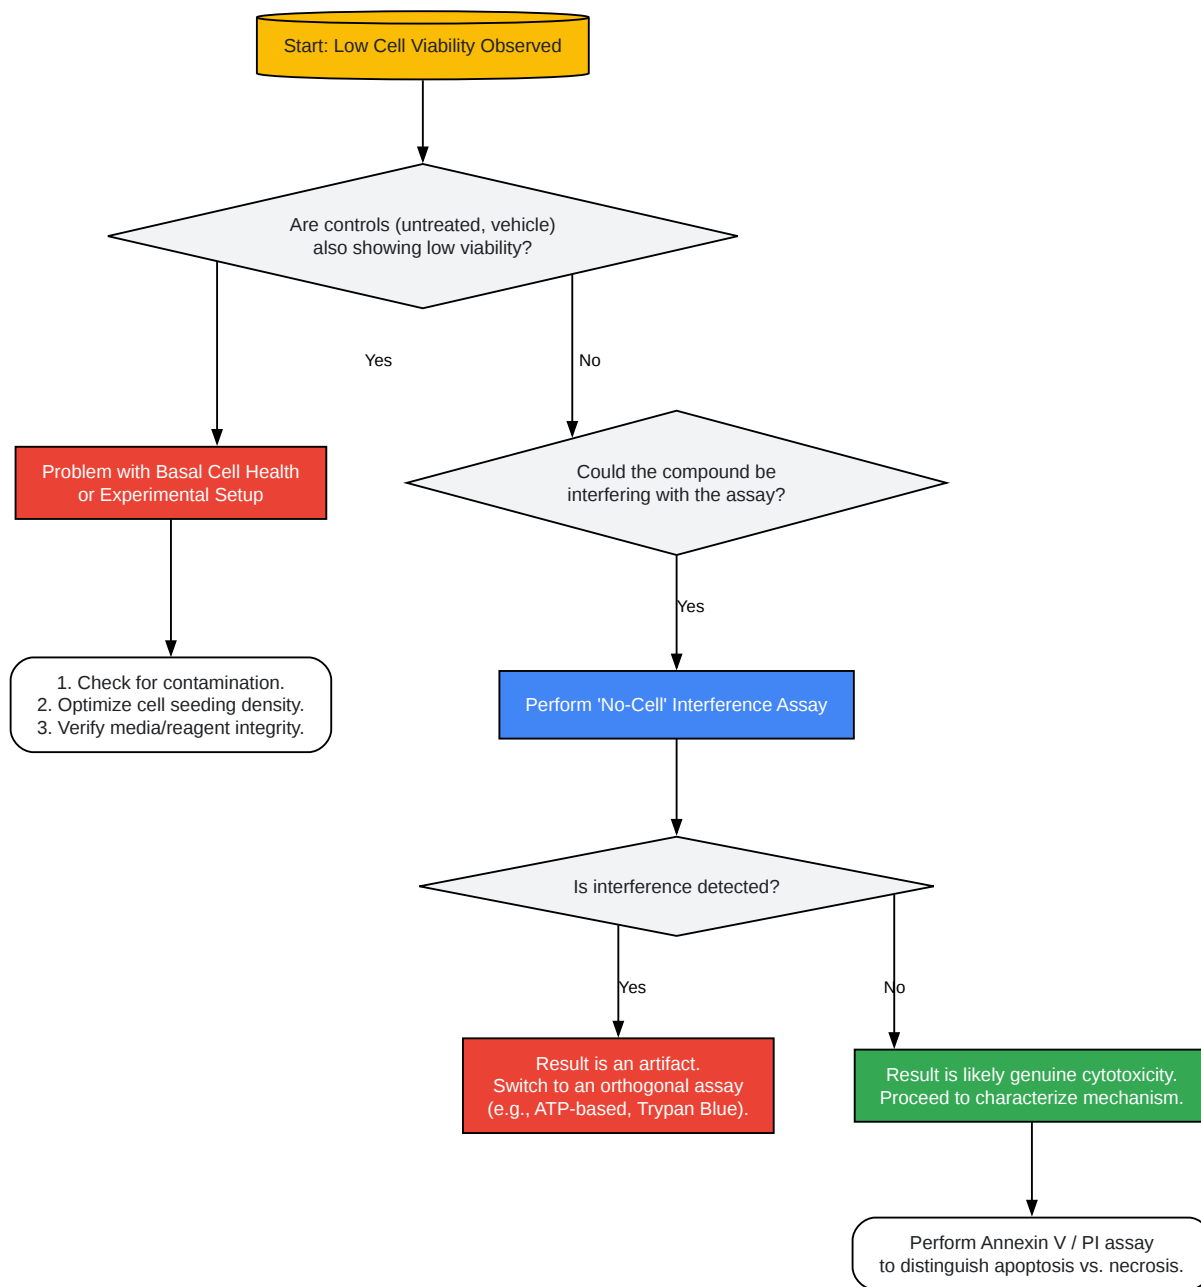 Start: Low Cell Viability Observed
Are controls (untreated, vehicle)
also showing low viability?
Yes
No
Problem with Basal Cell Health
or Experimental Setup
Could the compound be
interfering with the assay?
Yes
1. Check for contamination.
2. Optimize cell seeding density.
3. Verify media/reagent integrity.
Perform 'No-Cell' Interference Assay
Is interference detected?
Yes
No
Result is an artifact.
Switch to an orthogonal assay
(e.g., ATP-based, Trypan Blue).
Result is likely genuine cytotoxicity.
Proceed to characterize mechanism.
Perform Annexin V / PI assay
to distinguish apoptosis vs. necrosis.